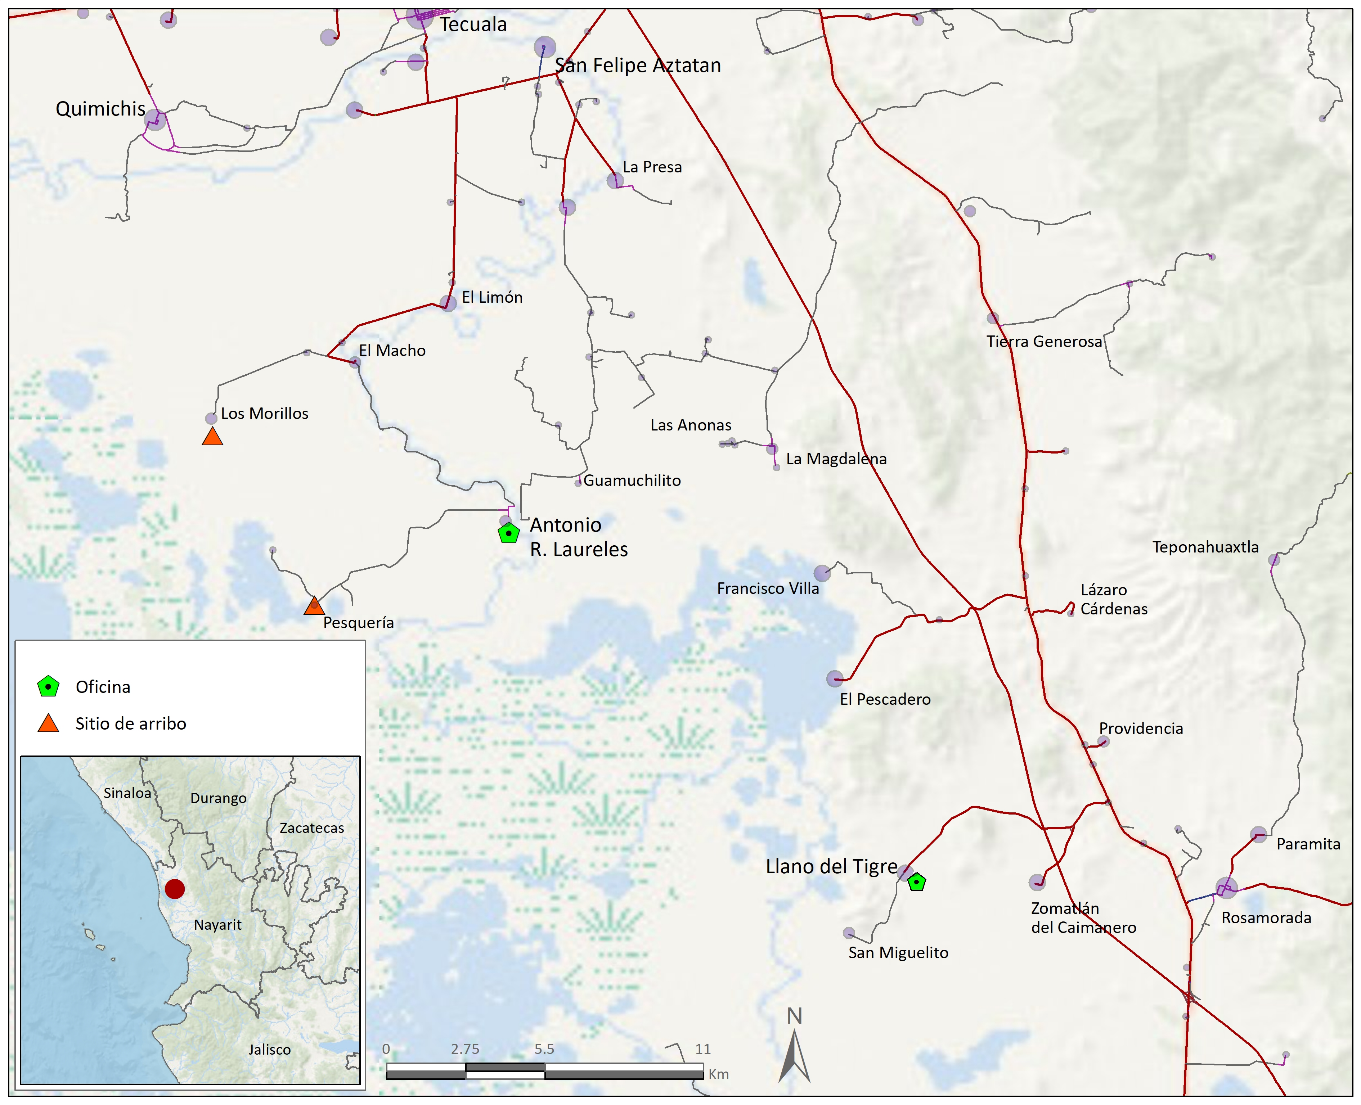 Tecuala
San Felipe Aztatan
Quimichis
La Presa
El Limón
Tierra Generosa
El Macho
Los Morillos
Las Anonas
La Magdalena
Guamuchilito
Antonio
R. Laureles
Teponahuaxtla
Francisco Villa
Lázaro
Cárdenas
Pesquería
Oficina
El Pescadero
Sitio de arribo
Providencia
Sinaloa
Durango
Zacatecas
Paramita
Llano del Tigre
Zomatlán
del Caimanero
Rosamorada
Nayarit
San Miguelito
N
Jalisco
0 2.75 5.5 11
Km